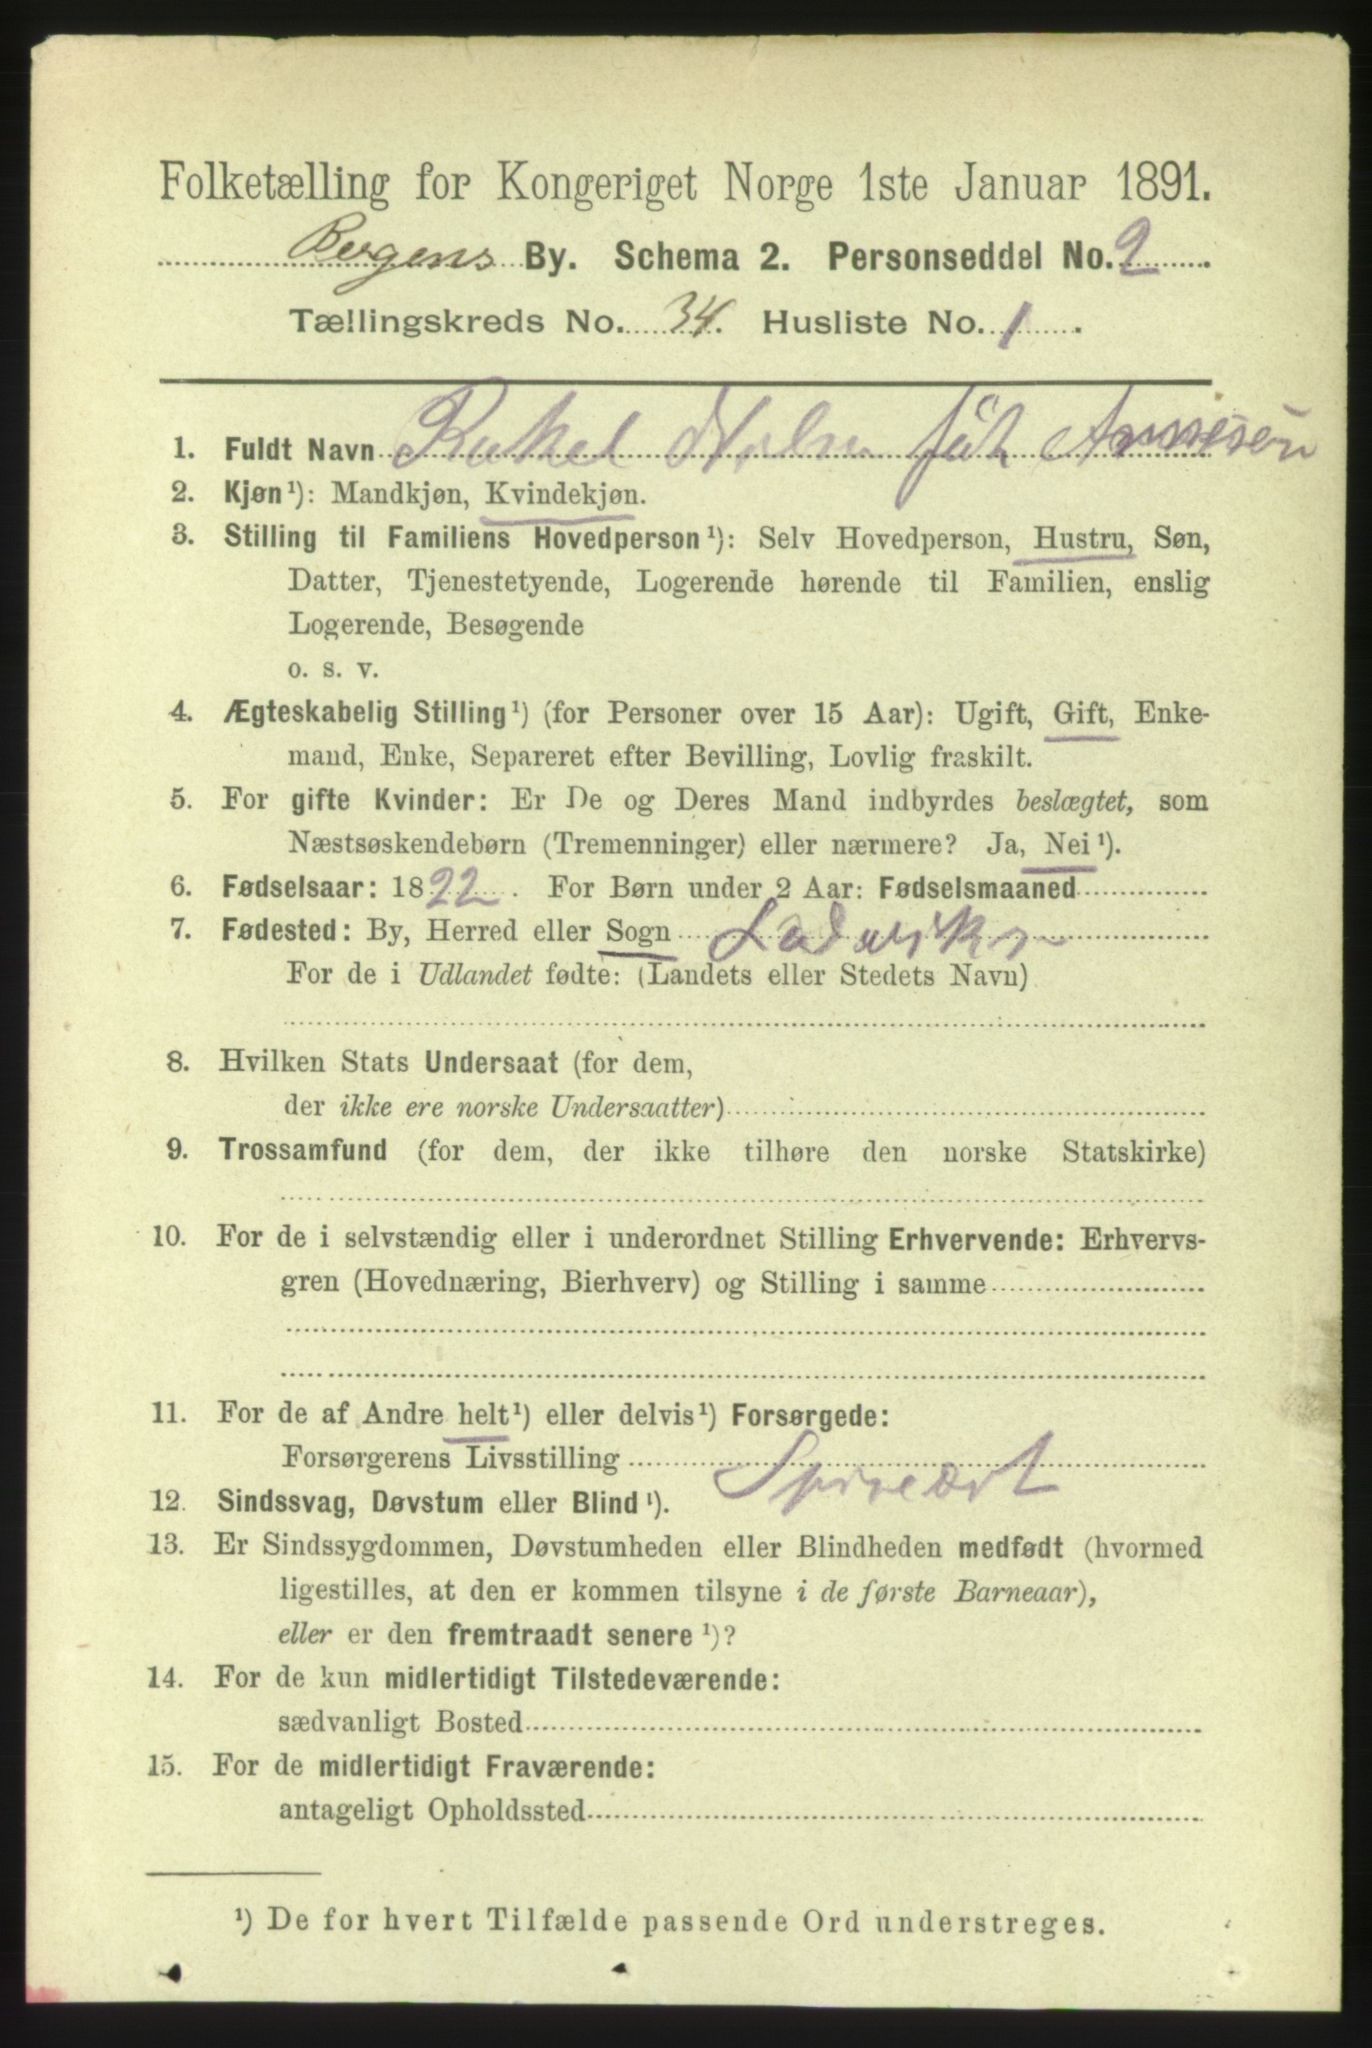 Folketælling for Kongeriget Norge 1ste Januar 1891.
Bergens By. Schema 2. Personseddel No. 2.
Tællingskreds No. 34. Husliste No. 1.
1. Fuldt Navn Rakel Holm föt
2. Kjøn¹): Mandkjøn, Kvindekjøn.
3. Stilling til Familiens Hovedperson¹): Selv Hovedperson, Hustru, Søn,
Datter, Tjenestetyende, Logerende hørende til Familien, enslig
Logerende, Besøgende
o. s. v.
4. Ægteskabelig Stilling¹) (for Personer over 15 Aar): Ugift, Gift, Enke-
mand, Enke, Separeret efter Bevilling, Lovlig fraskilt.
5. For gifte Kvinder: Er De og Deres Mand indbyrdes beslægtet, som
Næstsøskendebørn (Tremenninger) eller nærmere? Ja, Nei¹).
6. Fødselsaar: 1822. For Børn under 2 Aar: Fødselsmaaned
7. Fødested: By, Herred eller Sogn
For de i Udlandet fødte: (Landets eller Stedets Navn)
8. Hvilken Stats Undersaat (for dem,
der ikke ere norske Undersaatter)
9. Trossamfund (for dem, der ikke tilhøre den norske Statskirke)
10. For de i selvstændig eller i underordnet Stilling Erhvervende: Erhvervs-
gren (Hovednæring, Bierhverv) og Stilling i samme
11. For de af Andre helt¹) eller delvis¹) Forsørgede:
Forsørgerens Livsstilling
12. Sindssvag, Døvstum eller Blind¹).
13. Er Sindssygdommen, Døvstumheden eller Blindheden medfødt (hvormed
ligestilles, at den er kommen tilsyne i de første Barneaar),
eller er den fremtraadt senere¹)?
14. For de kun midlertidigt Tilstedeværende:
sædvanligt Bosted
15. For de midlertidigt Fraværende:
antageligt Opholdssted
¹) De for hvert Tilfælde passende Ord understreges.